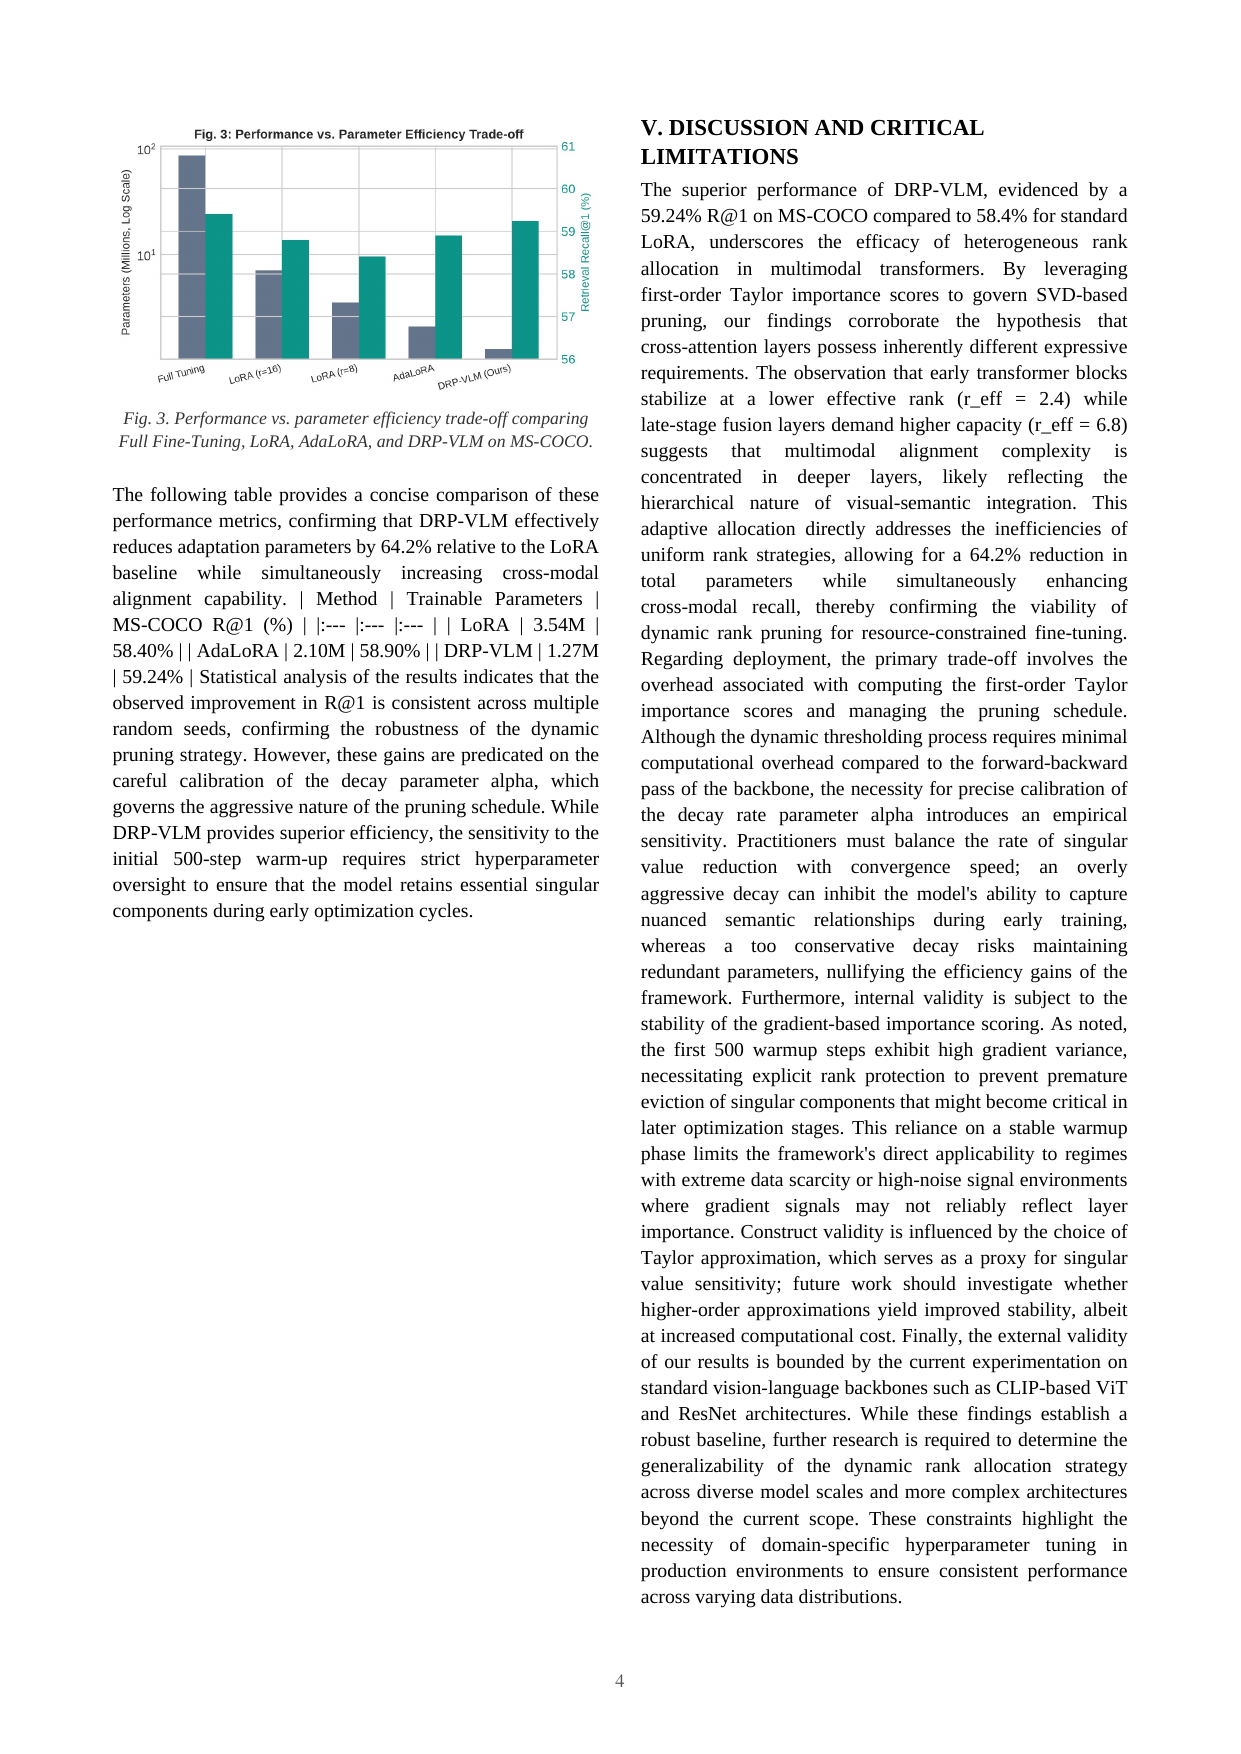 Fig. 3: Performance vs. Parameter Efficiency Trade-off
Parameters (Millions, Log Scale)
10²
10¹
61
60
59
58
57
56
Retrieval Recall@1 (%)
Full Tuning
LoRA (r=16)
LoRA (r=8)
AdaLoRA
DRP-VLM (Ours)
Fig. 3. Performance vs. parameter efficiency trade-off comparing
Full Fine-Tuning, LoRA, AdaLoRA, and DRP-VLM on MS-COCO.
The following table provides a concise comparison of these
performance metrics, confirming that DRP-VLM effectively
reduces adaptation parameters by 64.2% relative to the LoRA
baseline while simultaneously increasing cross-modal
alignment capability. | Method | Trainable Parameters |
MS-COCO R@1 (%) | |:--- |:--- |:--- | | LoRA | 3.54M |
58.40% | | AdaLoRA | 2.10M | 58.90% | | DRP-VLM | 1.27M
| 59.24% | Statistical analysis of the results indicates that the
observed improvement in R@1 is consistent across multiple
random seeds, confirming the robustness of the dynamic
pruning strategy. However, these gains are predicated on the
careful calibration of the decay parameter alpha, which
governs the aggressive nature of the pruning schedule. While
DRP-VLM provides superior efficiency, the sensitivity to the
initial 500-step warm-up requires strict hyperparameter
oversight to ensure that the model retains essential singular
components during early optimization cycles.
V. DISCUSSION AND CRITICAL
LIMITATIONS
The superior performance of DRP-VLM, evidenced by a
59.24% R@1 on MS-COCO compared to 58.4% for standard
LoRA, underscores the efficacy of heterogeneous rank
allocation in multimodal transformers. By leveraging
first-order Taylor importance scores to govern SVD-based
pruning, our findings corroborate the hypothesis that
cross-attention layers possess inherently different expressive
requirements. The observation that early transformer blocks
stabilize at a lower effective rank (r_eff = 2.4) while
late-stage fusion layers demand higher capacity (r_eff = 6.8)
suggests that multimodal alignment complexity is
concentrated in deeper layers, likely reflecting the
hierarchical nature of visual-semantic integration. This
adaptive allocation directly addresses the inefficiencies of
uniform rank strategies, allowing for a 64.2% reduction in
total parameters while simultaneously enhancing
cross-modal recall, thereby confirming the viability of
dynamic rank pruning for resource-constrained fine-tuning.
Regarding deployment, the primary trade-off involves the
overhead associated with computing the first-order Taylor
importance scores and managing the pruning schedule.
Although the dynamic thresholding process requires minimal
computational overhead compared to the forward-backward
pass of the backbone, the necessity for precise calibration of
the decay rate parameter alpha introduces an empirical
sensitivity. Practitioners must balance the rate of singular
value reduction with convergence speed; an overly
aggressive decay can inhibit the model's ability to capture
nuanced semantic relationships during early training,
whereas a too conservative decay risks maintaining
redundant parameters, nullifying the efficiency gains of the
framework. Furthermore, internal validity is subject to the
stability of the gradient-based importance scoring. As noted,
the first 500 warmup steps exhibit high gradient variance,
necessitating explicit rank protection to prevent premature
eviction of singular components that might become critical in
later optimization stages. This reliance on a stable warmup
phase limits the framework's direct applicability to regimes
with extreme data scarcity or high-noise signal environments
where gradient signals may not reliably reflect layer
importance. Construct validity is influenced by the choice of
Taylor approximation, which serves as a proxy for singular
value sensitivity; future work should investigate whether
higher-order approximations yield improved stability, albeit
at increased computational cost. Finally, the external validity
of our results is bounded by the current experimentation on
standard vision-language backbones such as CLIP-based ViT
and ResNet architectures. While these findings establish a
robust baseline, further research is required to determine the
generalizability of the dynamic rank allocation strategy
across diverse model scales and more complex architectures
beyond the current scope. These constraints highlight the
necessity of domain-specific hyperparameter tuning in
production environments to ensure consistent performance
across varying data distributions.
4